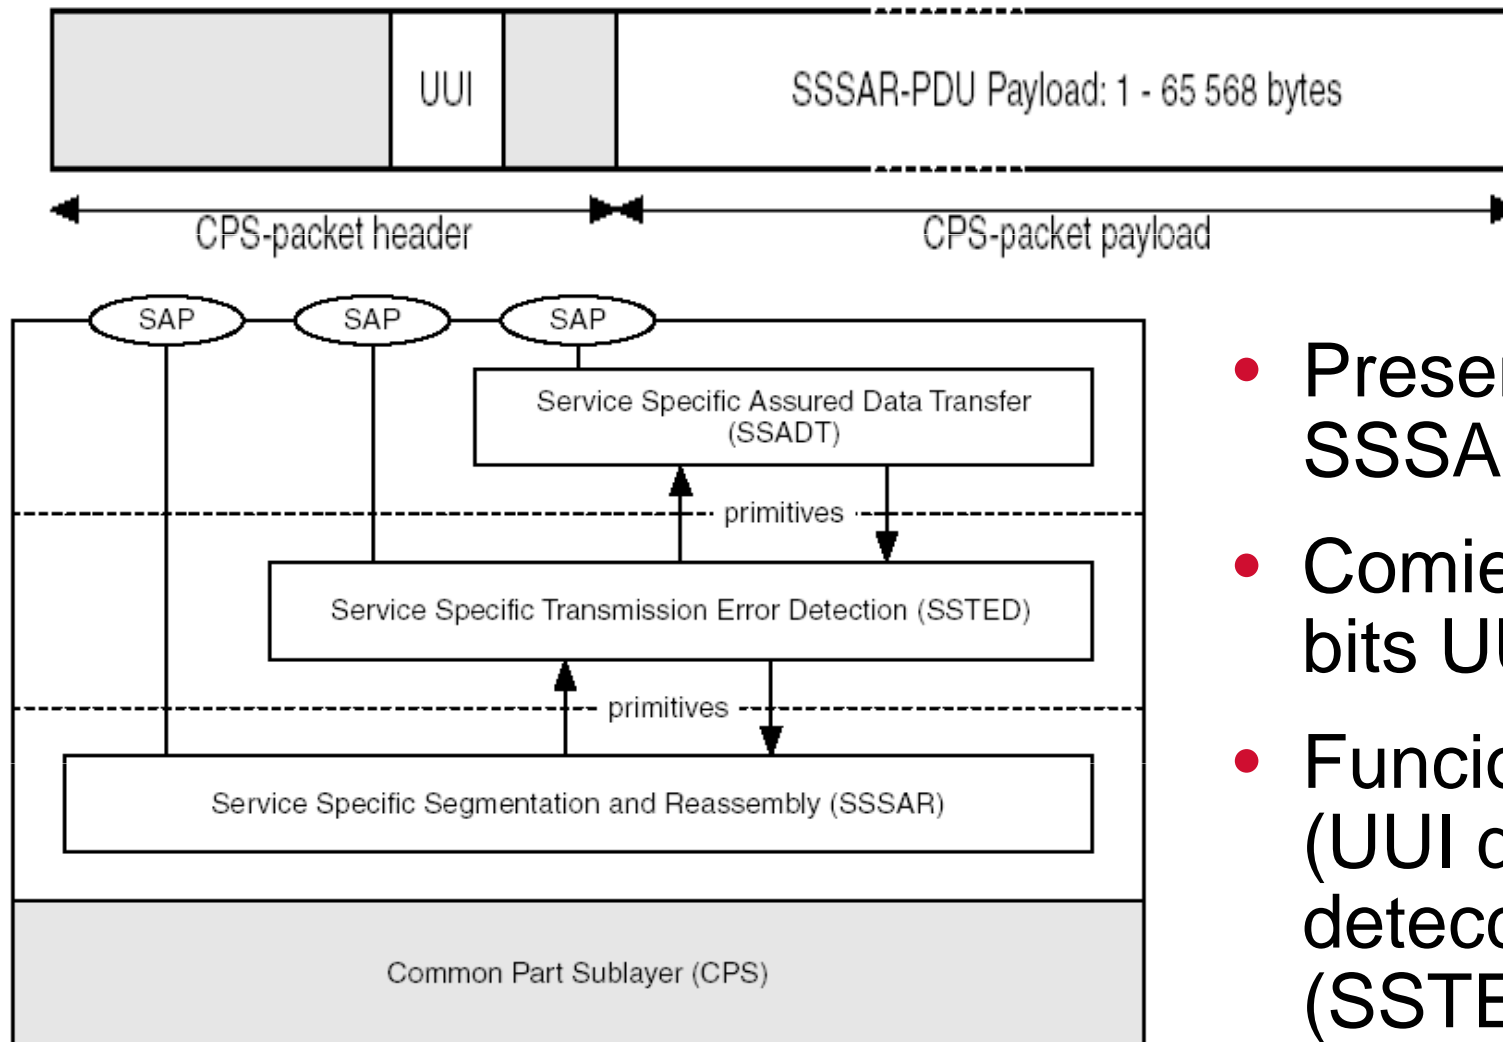 UUI
SSSAR-PDU Payload: 1 - 65 568 bytes
CPS-packet header
CPS-packet payload
SAP
SAP
SAP
Service Specific Assured Data Transfer
(SSADT)
primitives
Service Specific Transmission Error Detection (SSTED)
primitives
Service Specific Segmentation and Reassembly (SSSAR)
Common Part Sublayer (CPS)
•
• bits
• (UUI